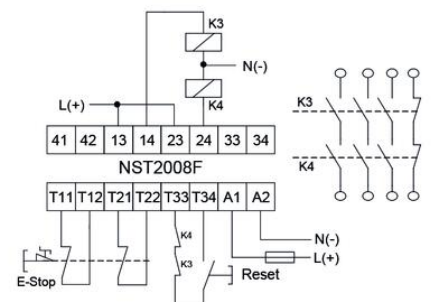 K3
N(-)
K4
L(+)
41 42 13 14 23 24 33 34
NST2008F
T11 T12 T21 T22 T33 T34 A1 A2
K4
K3
E-Stop
Reset
N(-)
L(+)
K3
K4